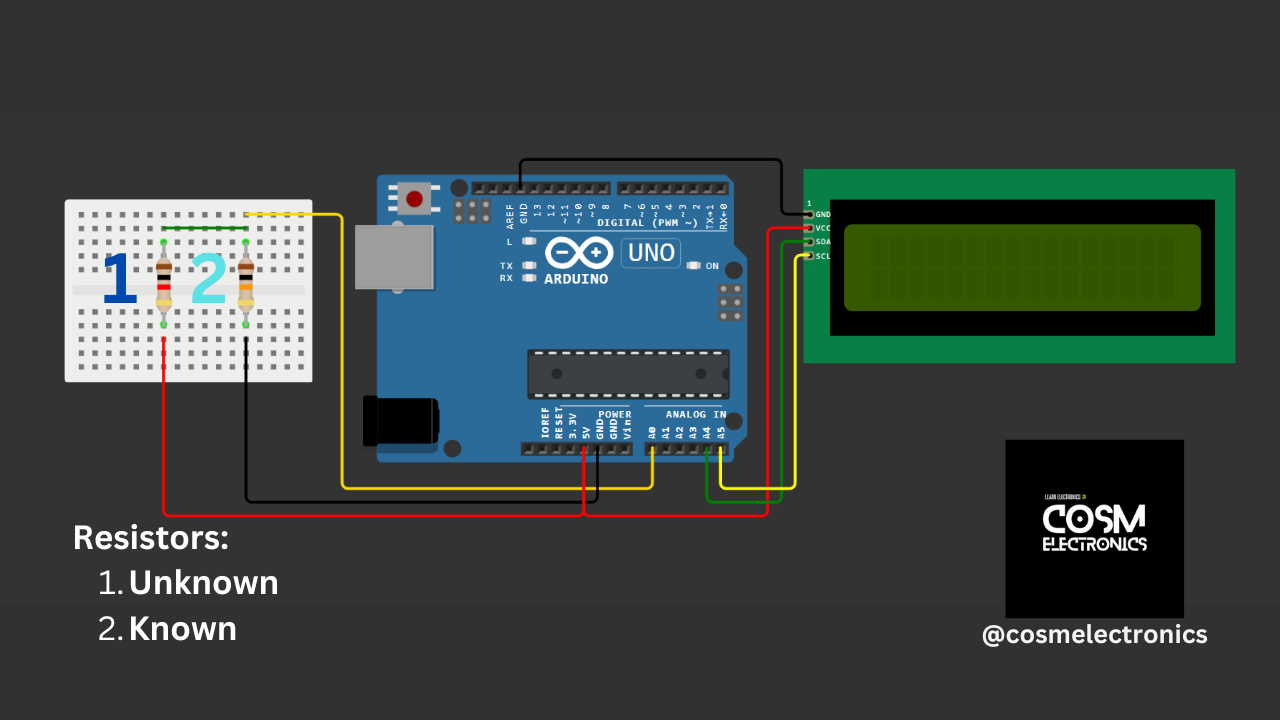 1 2
AREF
GND
13
12
~11
~10
~9
8
7
~6
~5
4
~3
2
TX→1
RX←0
DIGITAL (PWM ~)
L
TX
RX
UNO
ON
ARDUINO
POWER
ANALOG IN
IOREF
RESET
3.3V
5V
GND
GND
Vin
A0
A1
A2
A3
A4
A5
1
GND
VCC
SDA
SCL
Resistors:
1. Unknown
2. Known
LEARN ELECTRONICS »
COSM
ELECTRONICS
@cosmelectronics